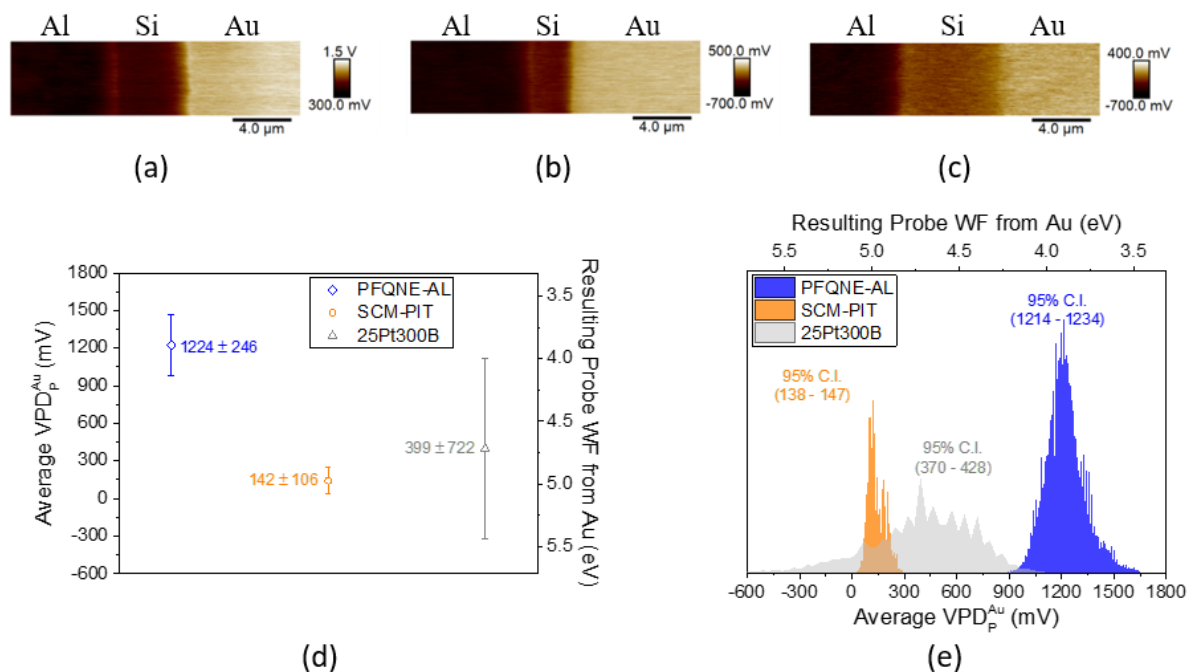 Al Si Au
1.5 V
300.0 mV
4.0 µm
(a)
Al Si Au
500.0 mV
-700.0 mV
4.0 µm
(b)
Al Si Au
400.0 mV
-700.0 mV
4.0 µm
(c)
Average VPD_P^Au (mV)
1800
1500
1200
900
600
300
0
-300
-600
PFQNE-AL
SCM-PIT
25Pt300B
1224 ± 246
142 ± 106
399 ± 722
3.5
4.0
4.5
5.0
5.5
Resulting Probe WF from Au (eV)
(d)
Resulting Probe WF from Au (eV)
5.5 5.0 4.5 4.0 3.5
PFQNE-AL
SCM-PIT
25Pt300B
95% C.I.
(1214 - 1234)
95% C.I.
(138 - 147)
95% C.I.
(370 - 428)
-600 -300 0 300 600 900 1200 1500 1800
Average VPD_P^Au (mV)
(e)